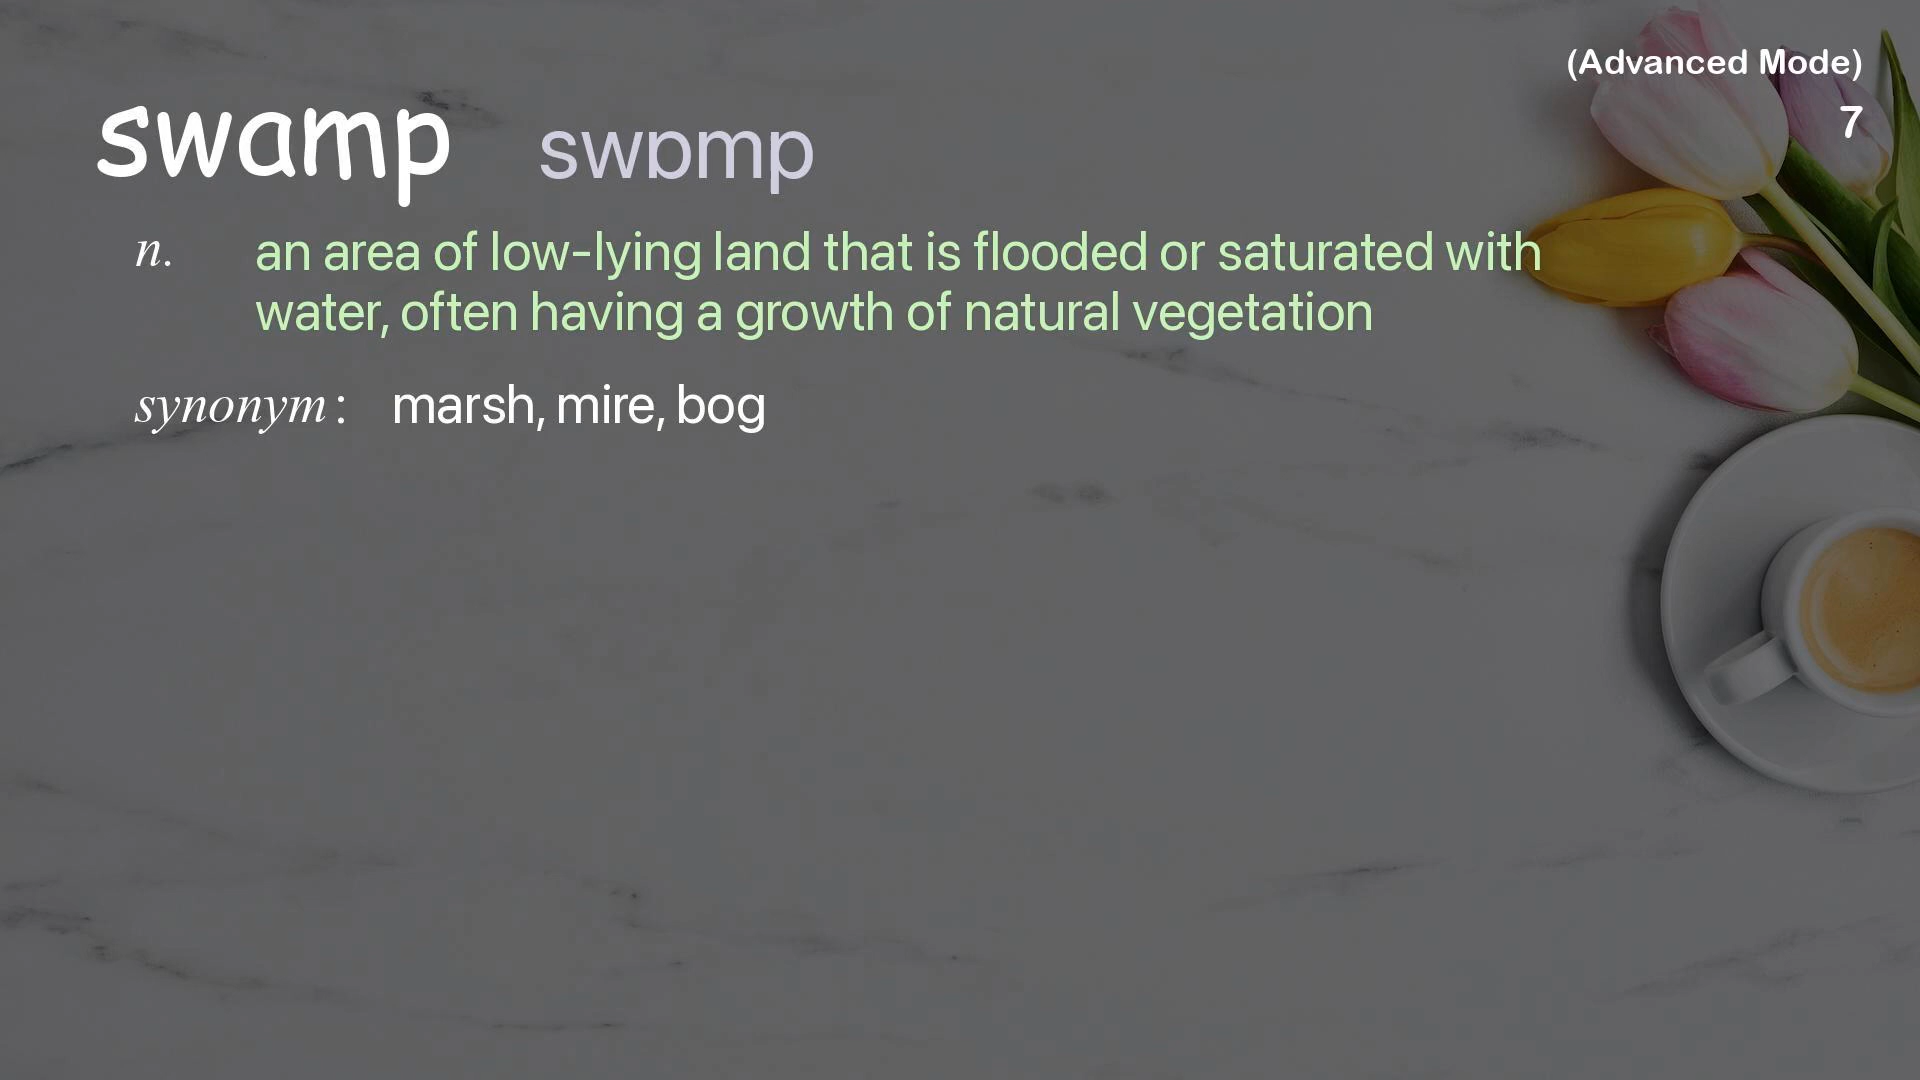 (Advanced Mode)
7
swamp swɒmp
n. an area of low-lying land that is flooded or saturated with
water, often having a growth of natural vegetation
synonym: marsh, mire, bog